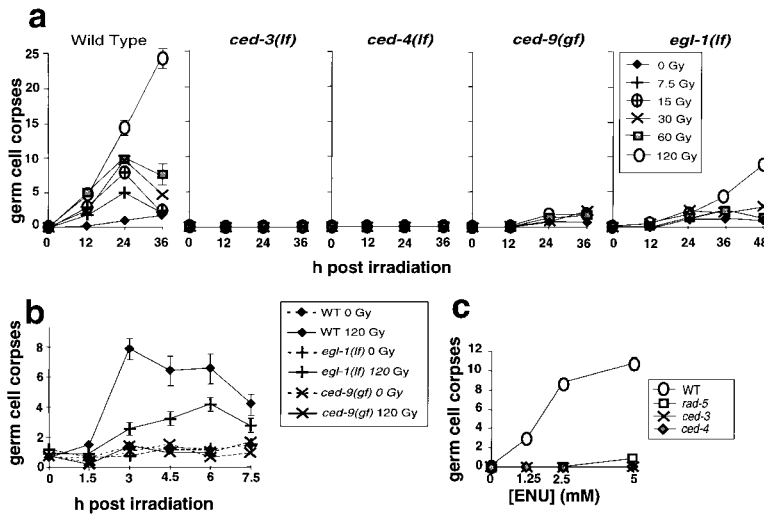 a
Wild Type ced-3(lf) ced-4(lf) ced-9(gf) egl-1(lf)
germ cell corpses
25
20
15
10
5
0
0 Gy
7.5 Gy
15 Gy
30 Gy
60 Gy
120 Gy
0 12 24 36 0 12 24 36 0 12 24 36 0 12 24 36 0 12 24 36 48
h post irradiation
b
germ cell corpses
8
6
4
2
0
0 1.5 3 4.5 6 7.5
h post irradiation
WT 0 Gy
WT 120 Gy
egl-1(lf) 0 Gy
egl-1(lf) 120 Gy
ced-9(gf) 0 Gy
ced-9(gf) 120 Gy
c
germ cell corpses
12
10
8
6
4
2
0
0 1.25 2.5 5
[ENU] (mM)
WT
rad-5
ced-3
ced-4